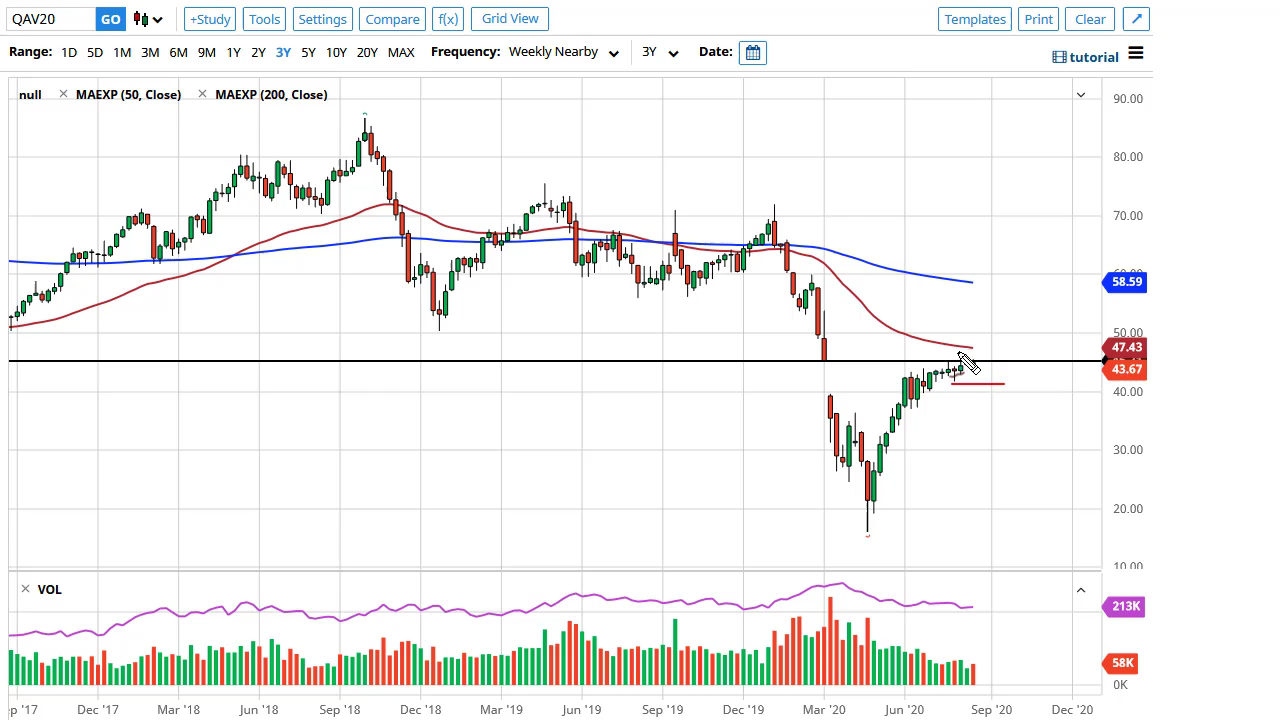 QAV20 GO +Study Tools Settings Compare f(x) Grid View Templates Print Clear
Range: 1D 5D 1M 3M 6M 9M 1Y 2Y 3Y 5Y 10Y 20Y MAX Frequency: Weekly Nearby 3Y Date: tutorial
null × MAEXP (50, Close) × MAEXP (200, Close)
90.00
80.00
70.00
58.59
50.00
47.43
43.67
40.00
30.00
20.00
10.00
× VOL
213K
58K
0K
p '17 Dec '17 Mar '18 Jun '18 Sep '18 Dec '18 Mar '19 Jun '19 Sep '19 Dec '19 Mar '20 Jun '20 Sep '20 Dec '20